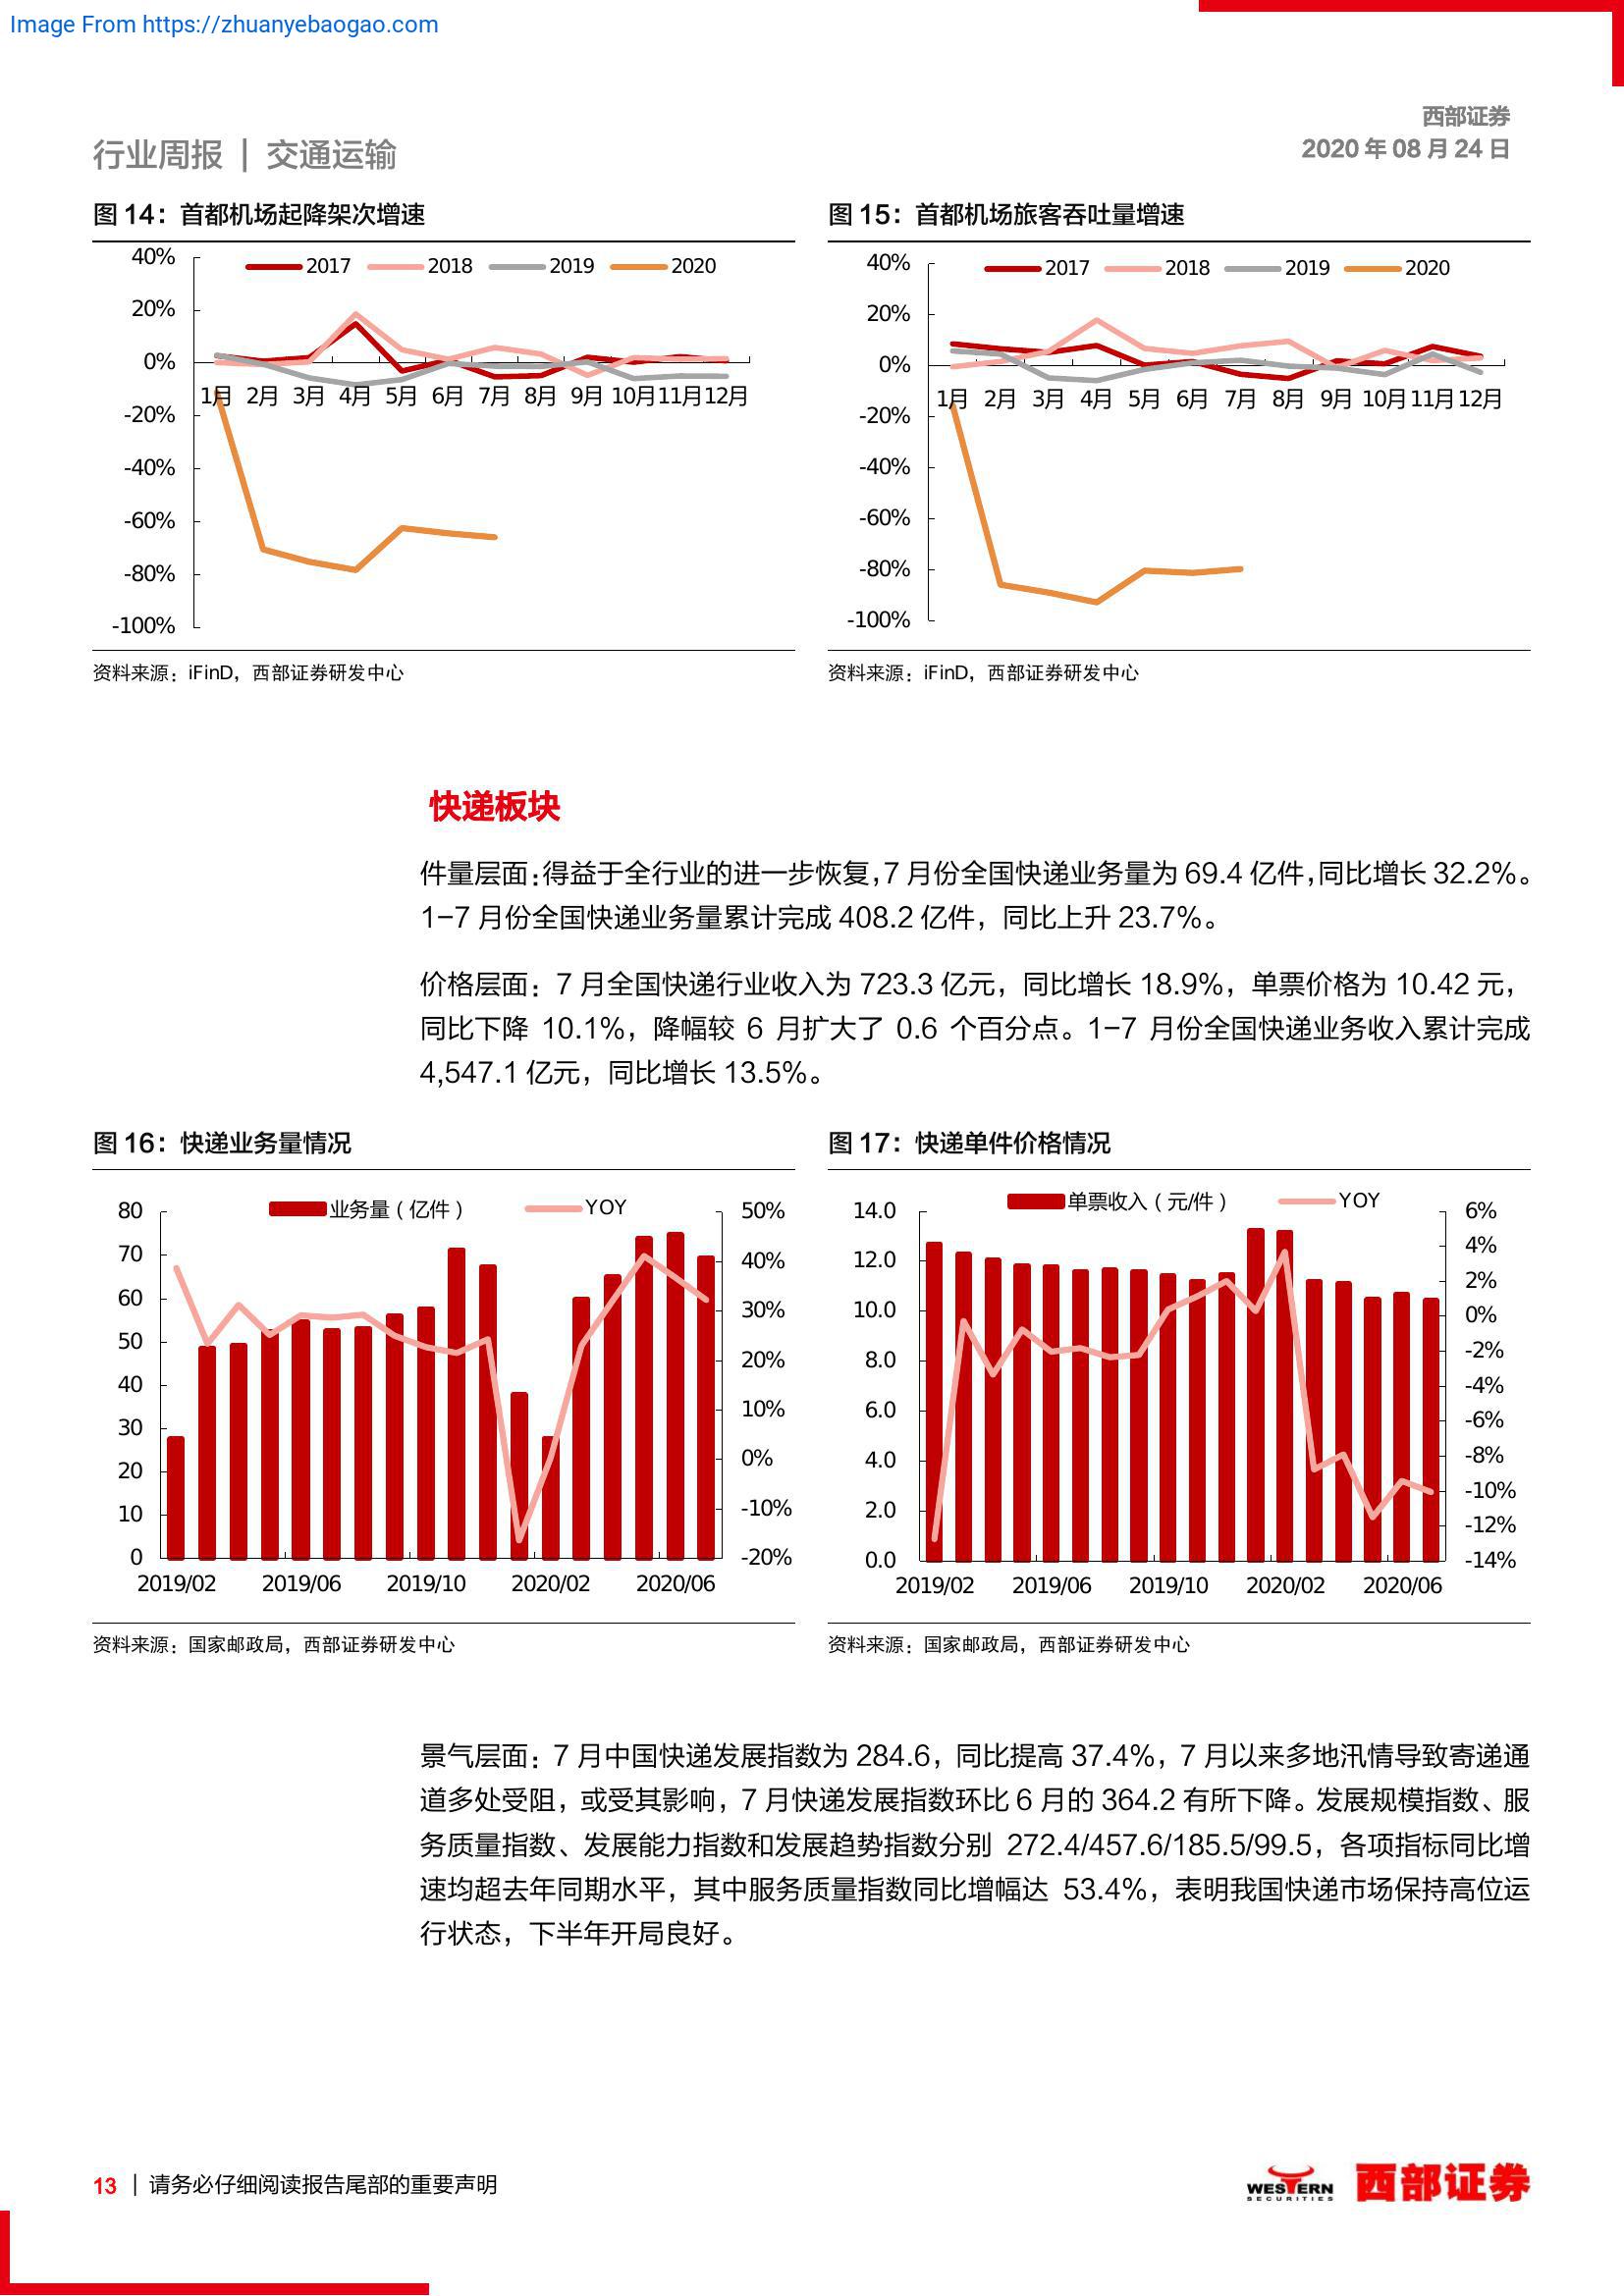 Image From https://zhuanyebaogao.com
西部证券
行业周报 | 交通运输
2020 年 08 月 24 日
图 14：首都机场起降架次增速
40%
20%
0%
-20%
-40%
-60%
-80%
-100%
2017 2018 2019 2020
1月 2月 3月 4月 5月 6月 7月 8月 9月 10月 11月 12月
资料来源：iFinD，西部证券研发中心
图 15：首都机场旅客吞吐量增速
40%
20%
0%
-20%
-40%
-60%
-80%
-100%
2017 2018 2019 2020
1月 2月 3月 4月 5月 6月 7月 8月 9月 10月 11月 12月
资料来源：iFinD，西部证券研发中心
快递板块
件量层面：得益于全行业的进一步恢复，7 月份全国快递业务量为 69.4 亿件，同比增长 32.2%。
1-7 月份全国快递业务量累计完成 408.2 亿件，同比上升 23.7%。
价格层面：7 月全国快递行业收入为 723.3 亿元，同比增长 18.9%，单票价格为 10.42 元，
同比下降 10.1%，降幅较 6 月扩大了 0.6 个百分点。1-7 月份全国快递业务收入累计完成
4,547.1 亿元，同比增长 13.5%。
图 16：快递业务量情况
业务量（亿件） YOY
80
70
60
50
40
30
20
10
0
50%
40%
30%
20%
10%
0%
-10%
-20%
2019/02 2019/06 2019/10 2020/02 2020/06
资料来源：国家邮政局，西部证券研发中心
图 17：快递单件价格情况
单票收入（元/件） YOY
14.0
12.0
10.0
8.0
6.0
4.0
2.0
0.0
6%
4%
2%
0%
-2%
-4%
-6%
-8%
-10%
-12%
-14%
2019/02 2019/06 2019/10 2020/02 2020/06
资料来源：国家邮政局，西部证券研发中心
景气层面：7 月中国快递发展指数为 284.6，同比提高 37.4%，7 月以来多地汛情导致寄递通
道多处受阻，或受其影响，7 月快递发展指数环比 6 月的 364.2 有所下降。发展规模指数、服
务质量指数、发展能力指数和发展趋势指数分别 272.4/457.6/185.5/99.5，各项指标同比增
速均超去年同期水平，其中服务质量指数同比增幅达 53.4%，表明我国快递市场保持高位运
行状态，下半年开局良好。
13 | 请务必仔细阅读报告尾部的重要声明
WESTERN
SECURITIES
西部证券